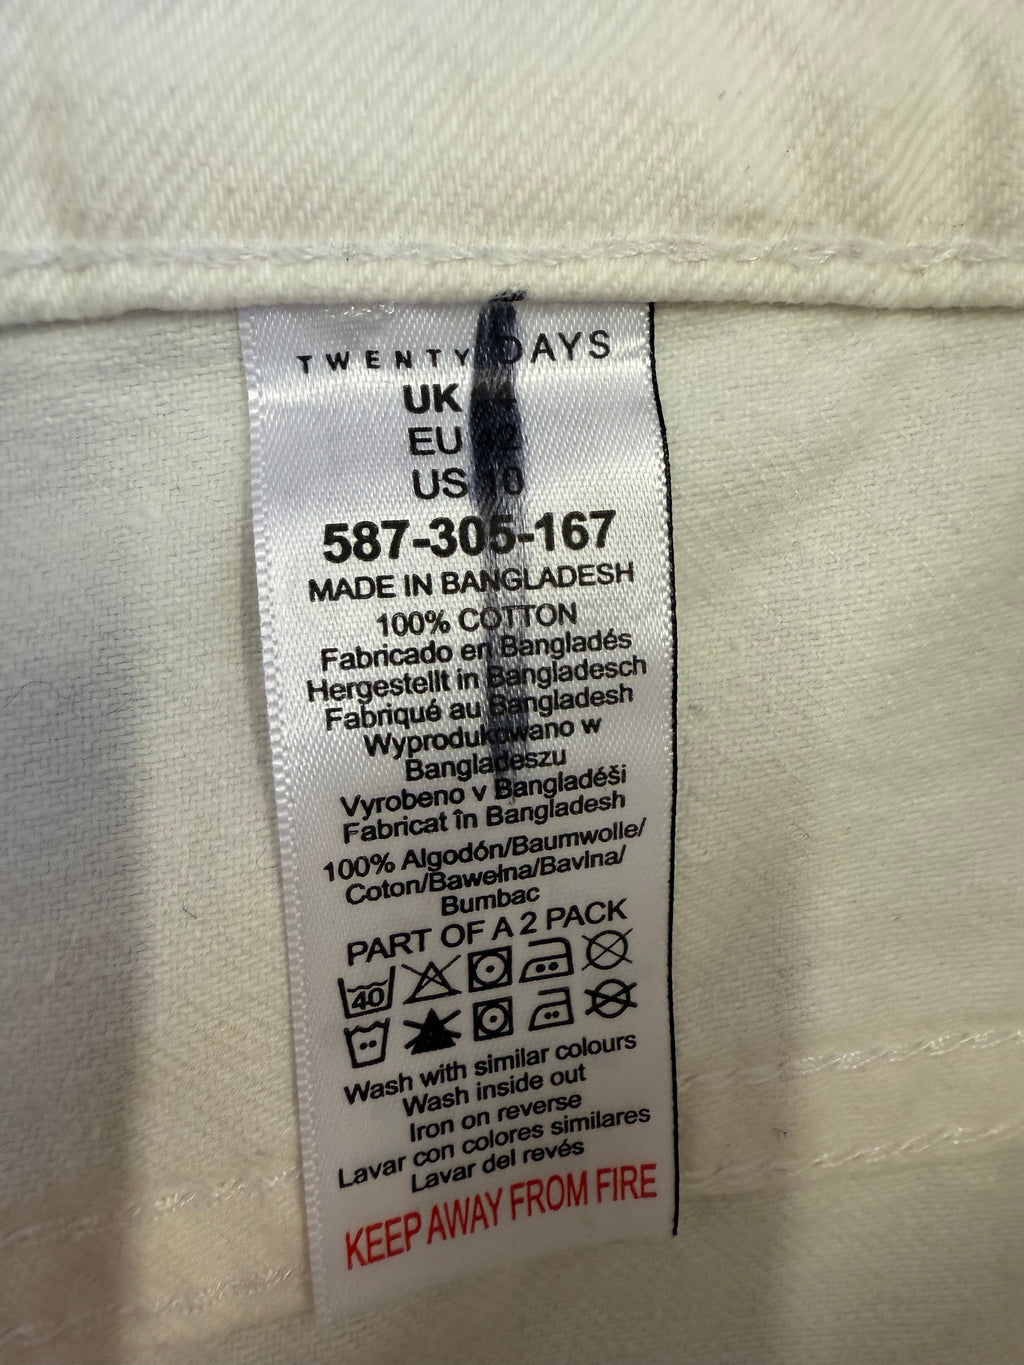 TWENTY DAYS
UK 14
EU 42
US 10
587-305-167
MADE IN BANGLADESH
100% COTTON
Fabricado en Bangladés
Hergestellt in Bangladesch
Fabriqué au Bangladesh
Wyprodukowano w
Bangladeszu
Vyrobeno v Bangladéši
Fabricat în Bangladesh
100% Algodón/Baumwolle/
Coton/Bawełna/Bavlna/
Bumbac
PART OF A 2 PACK
40
Wash with similar colours
Wash inside out
Iron on reverse
Lavar con colores similares
Lavar del revés
KEEP AWAY FROM FIRE